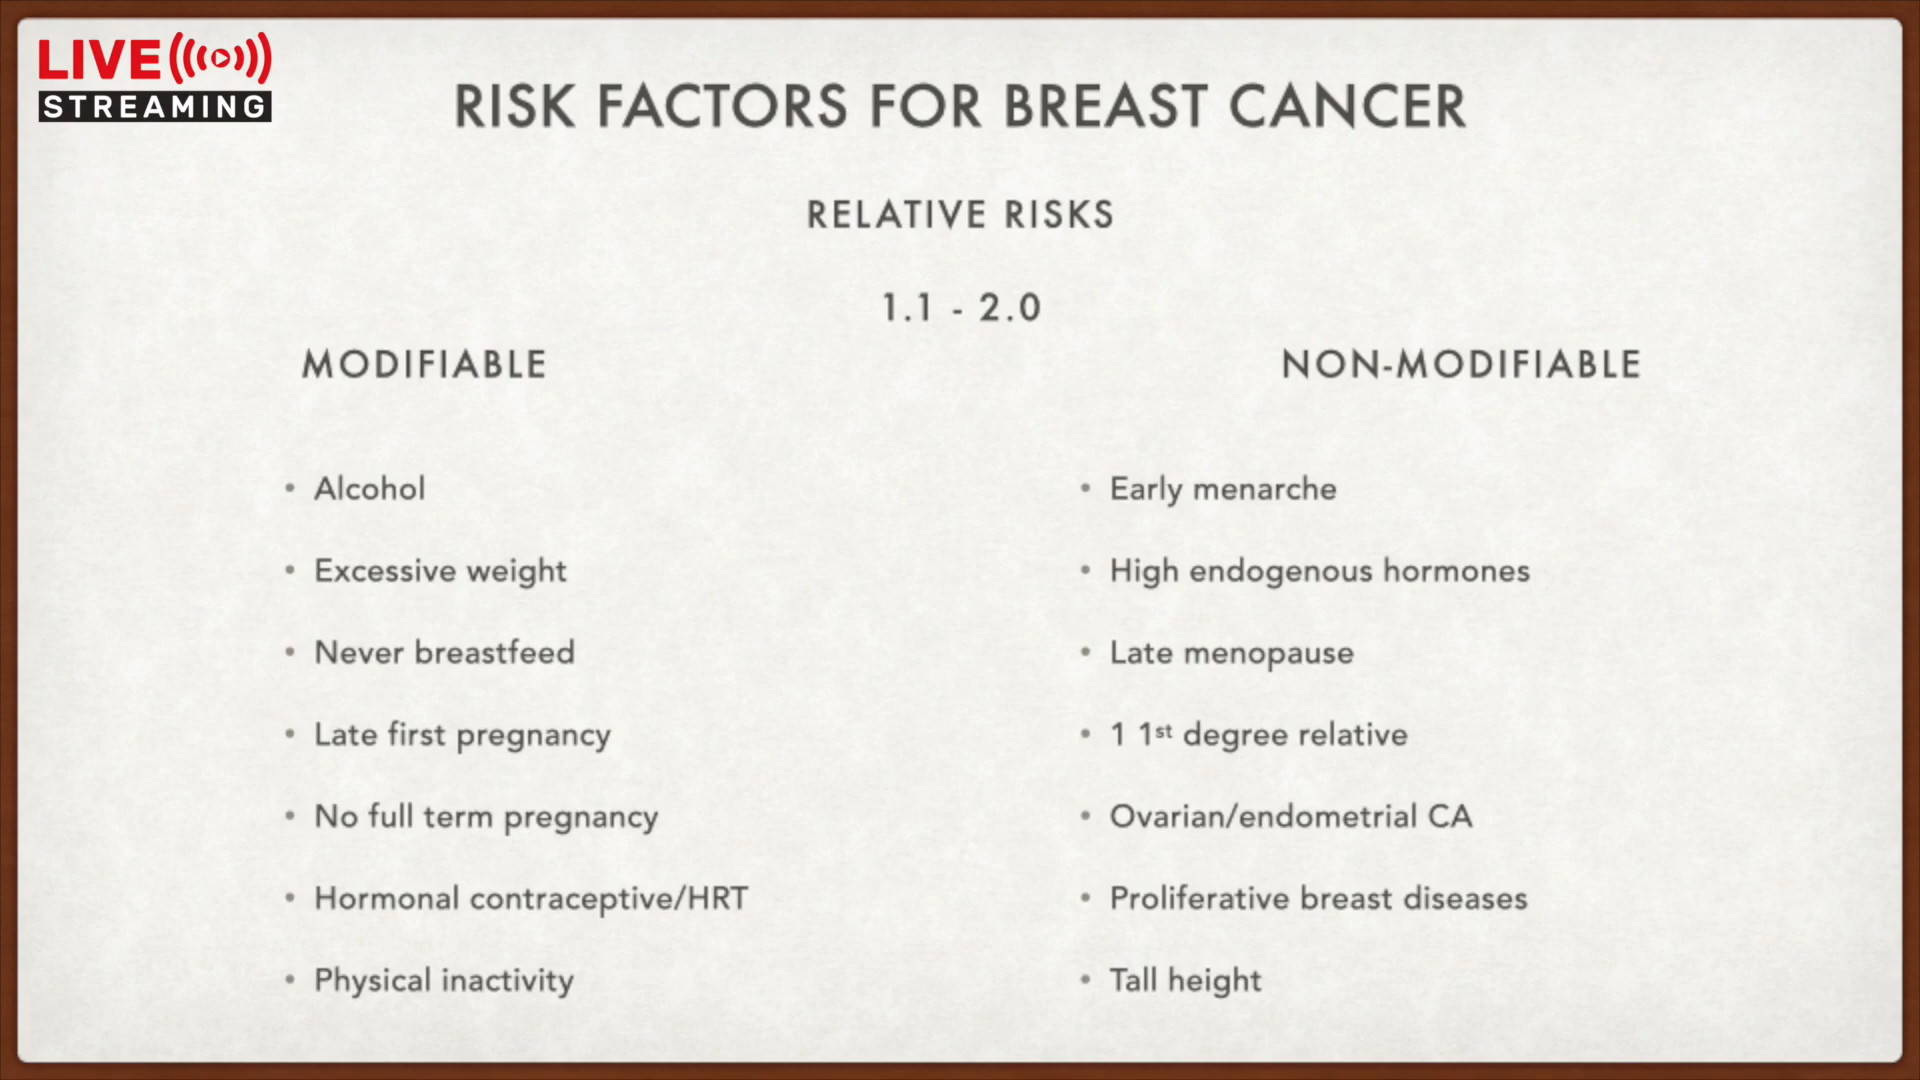 LIVE
STREAMING
RISK FACTORS FOR BREAST CANCER
RELATIVE RISKS
1.1 - 2.0
MODIFIABLE
• Alcohol
• Excessive weight
• Never breastfeed
• Late first pregnancy
• No full term pregnancy
• Hormonal contraceptive/HRT
• Physical inactivity
NON-MODIFIABLE
• Early menarche
• High endogenous hormones
• Late menopause
• 1 1st degree relative
• Ovarian/endometrial CA
• Proliferative breast diseases
• Tall height